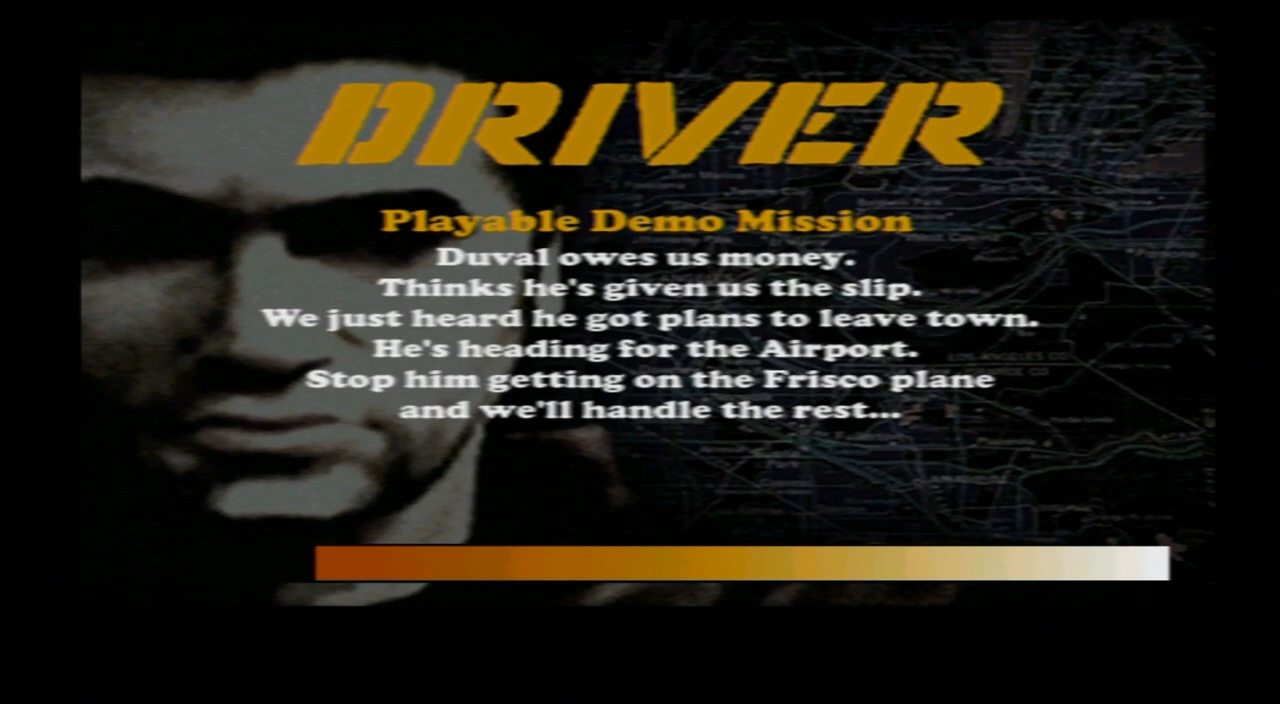 DRIVER
Playable Demo Mission
Duval owes us money.
Thinks he's given us the slip.
We just heard he got plans to leave town.
He's heading for the Airport.
Stop him getting on the Frisco plane
and we'll handle the rest...